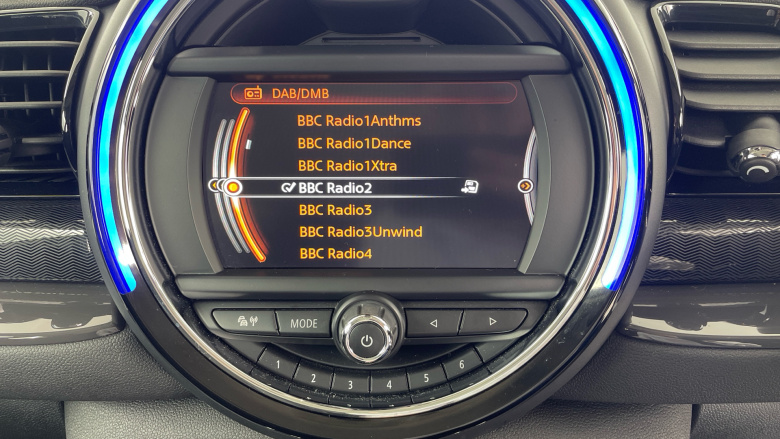 DAB/DMB
BBC Radio1Anthms
BBC Radio1Dance
BBC Radio1Xtra
BBC Radio2
BBC Radio3
BBC Radio3Unwind
BBC Radio4
MODE
1 2 3 4 5 6